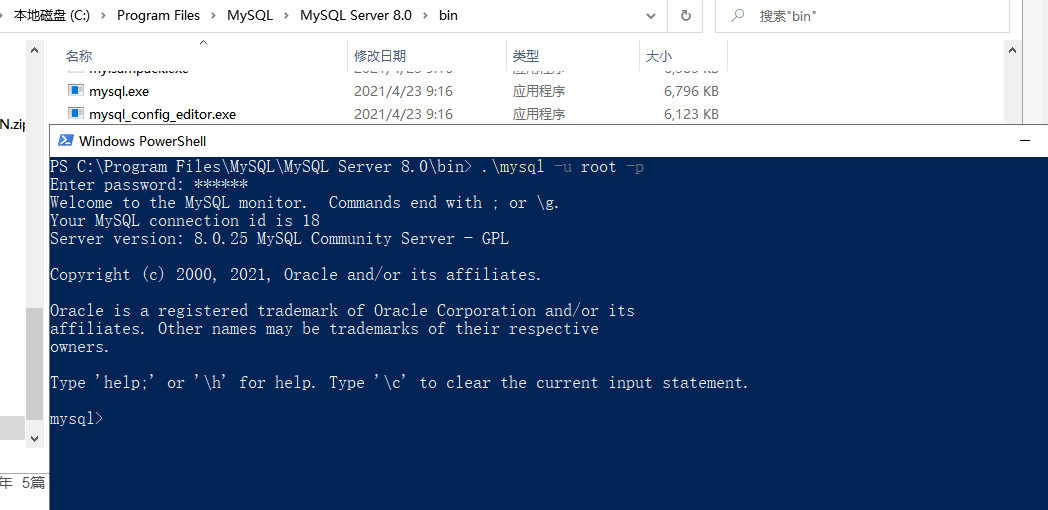 本地磁盘 (C:) › Program Files › MySQL › MySQL Server 8.0 › bin
搜索"bin"
名称 修改日期 类型 大小
mysql.exe 2021/4/23 9:16 应用程序 6,796 KB
mysql_config_editor.exe 2021/4/23 9:16 应用程序 6,123 KB
N.zip
Windows PowerShell
PS C:\Program Files\MySQL\MySQL Server 8.0\bin> .\mysql -u root -p
Enter password: ******
Welcome to the MySQL monitor.  Commands end with ; or \g.
Your MySQL connection id is 18
Server version: 8.0.25 MySQL Community Server - GPL
Copyright (c) 2000, 2021, Oracle and/or its affiliates.
Oracle is a registered trademark of Oracle Corporation and/or its
affiliates. Other names may be trademarks of their respective
owners.
Type 'help;' or '\h' for help. Type '\c' to clear the current input statement.
mysql>
年 5篇